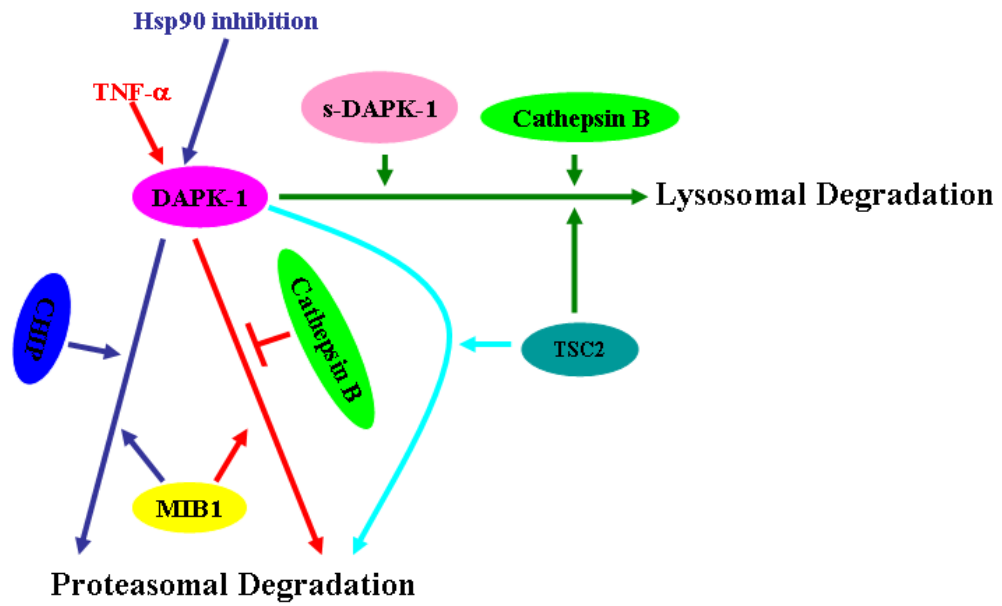 Hsp90 inhibition
TNF-α
s-DAPK-1
Cathepsin B
DAPK-1
Lysosomal Degradation
CHIP
Cathepsin B
TSC2
MIB1
Proteasomal Degradation